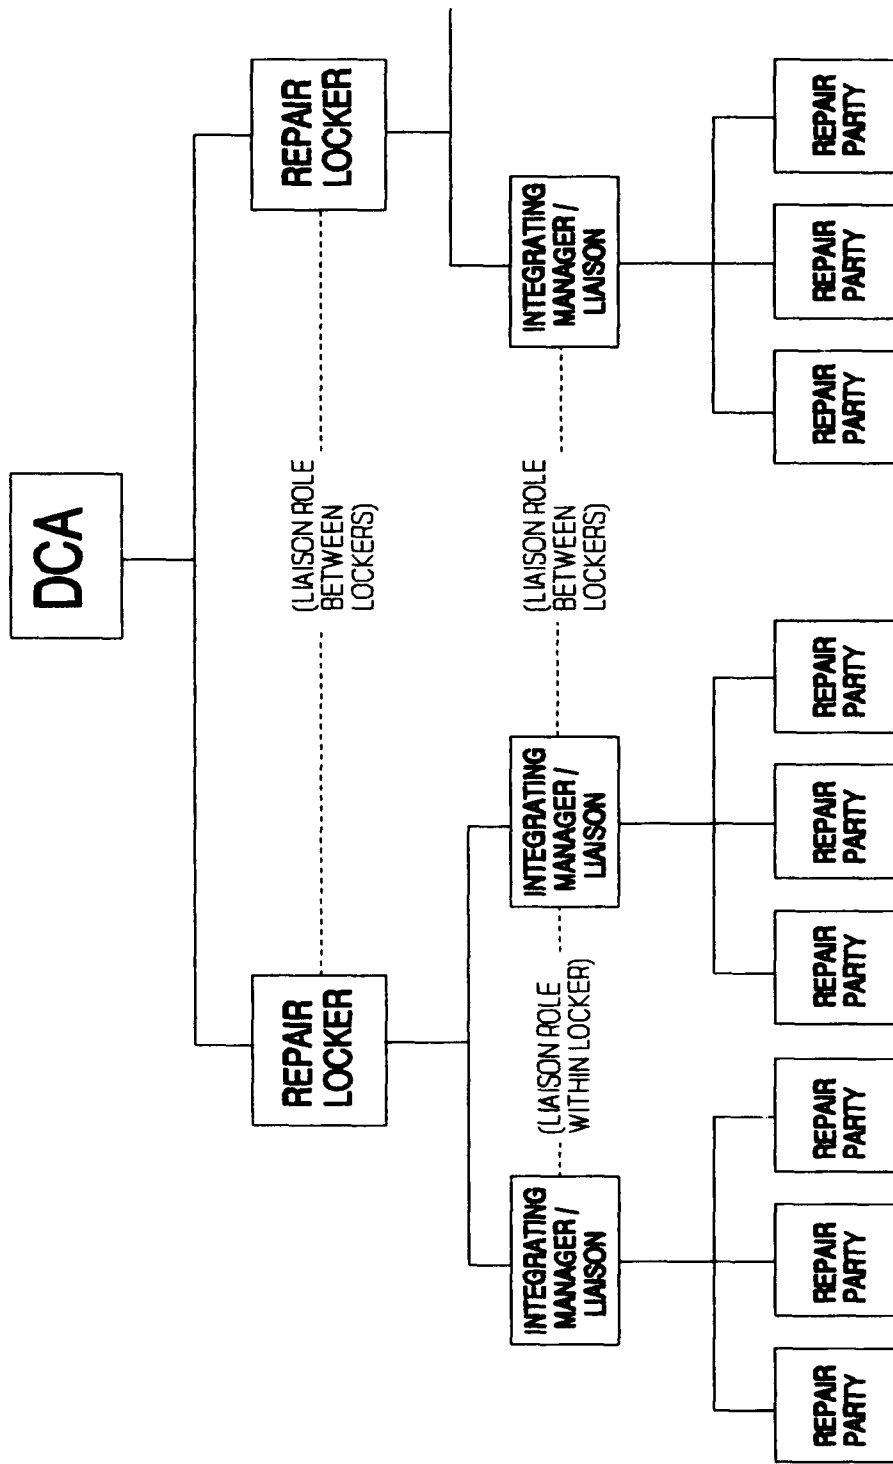 DCA
REPAIR
LOCKER
REPAIR
LOCKER
(LIAISON ROLE
BETWEEN
LOCKERS)
INTEGRATING
MANAGER/
LIAISON
(LIAISON ROLE
WITHIN LOCKER)
INTEGRATING
MANAGER/
LIAISON
(LIAISON ROLE
BETWEEN
LOCKERS)
INTEGRATING
MANAGER/
LIAISON
REPAIR
PARTY
REPAIR
PARTY
REPAIR
PARTY
REPAIR
PARTY
REPAIR
PARTY
REPAIR
PARTY
REPAIR
PARTY
REPAIR
PARTY
REPAIR
PARTY